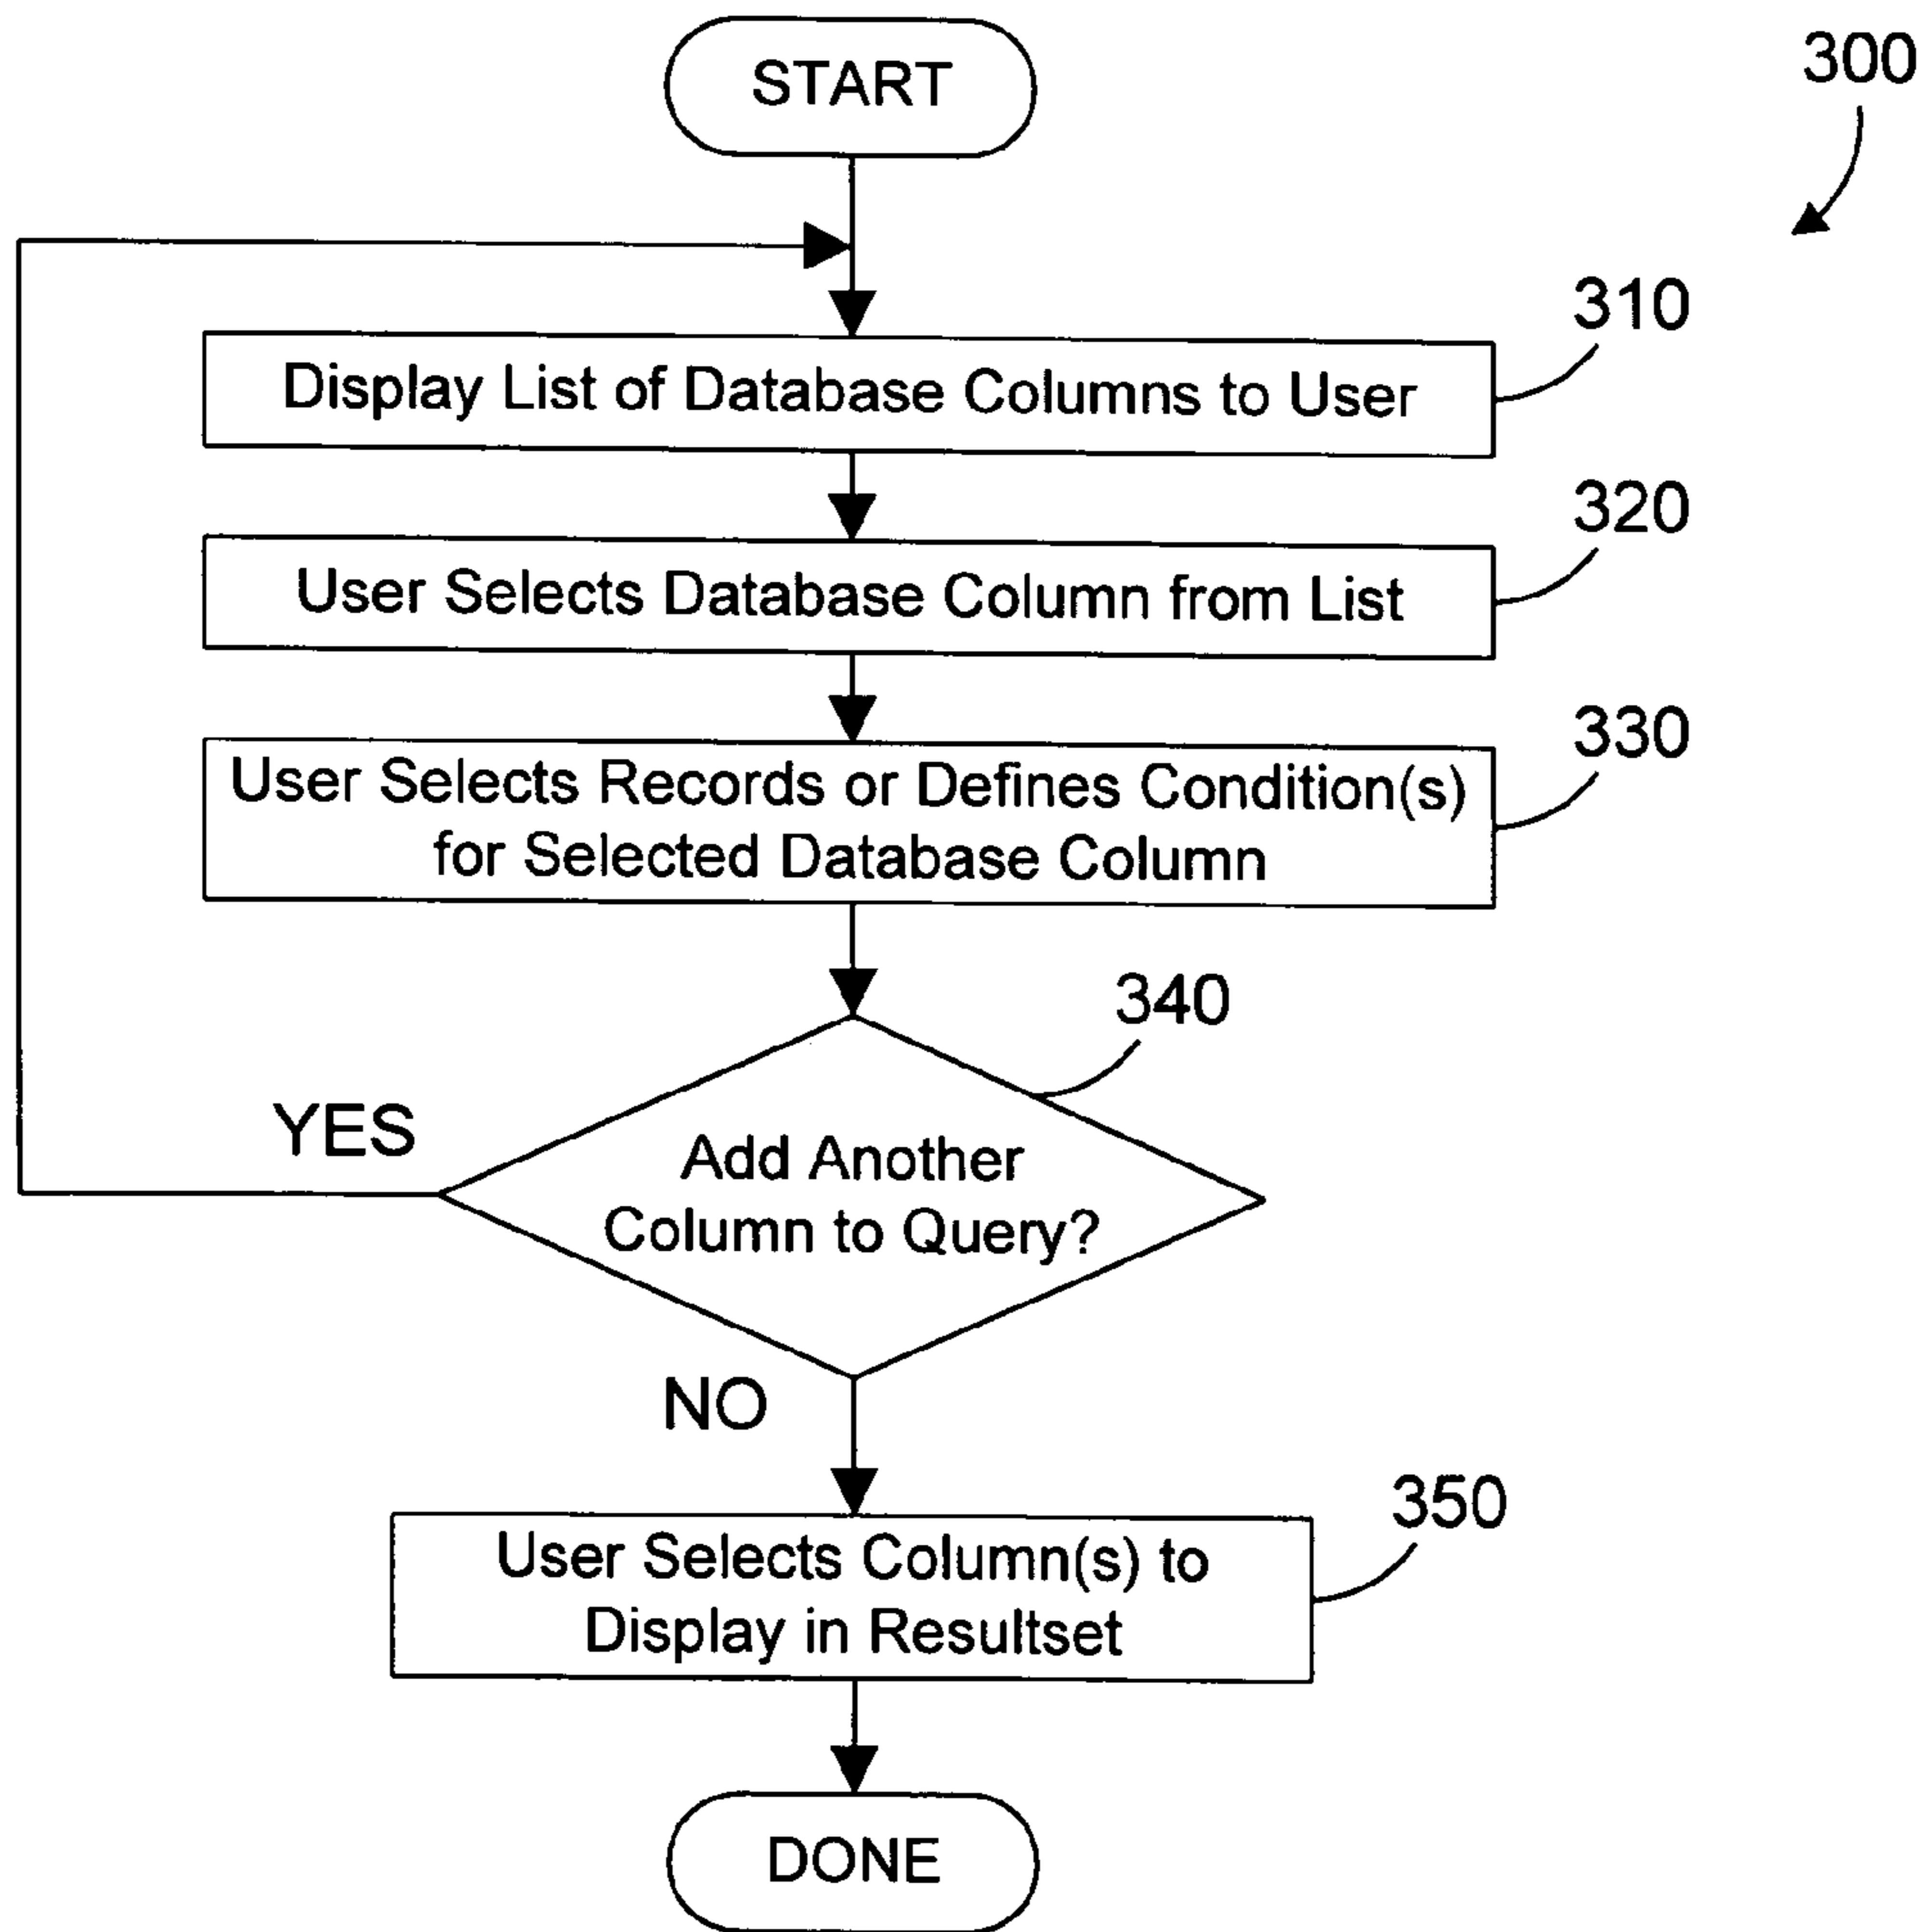 START
300
310
Display List of Database Columns to User
320
User Selects Database Column from List
330
User Selects Records or Defines Condition(s)
for Selected Database Column
340
YES
Add Another
Column to Query?
NO
350
User Selects Column(s) to
Display in Resultset
DONE